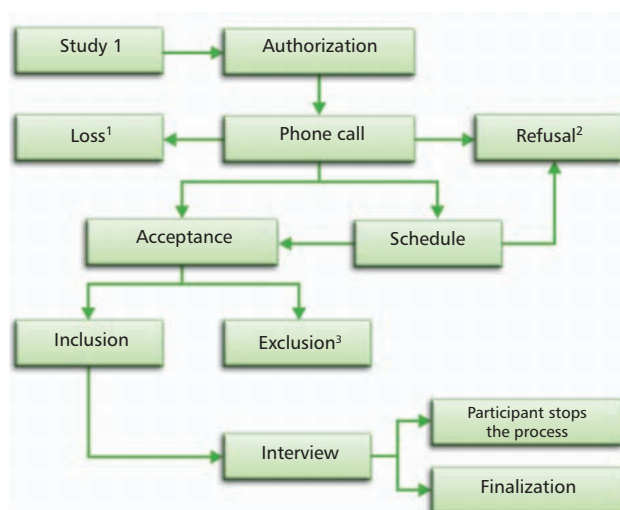 Study 1
Authorization
Loss¹
Phone call
Refusal²
Acceptance
Schedule
Inclusion
Exclusion³
Interview
Participant stops
the process
Finalization